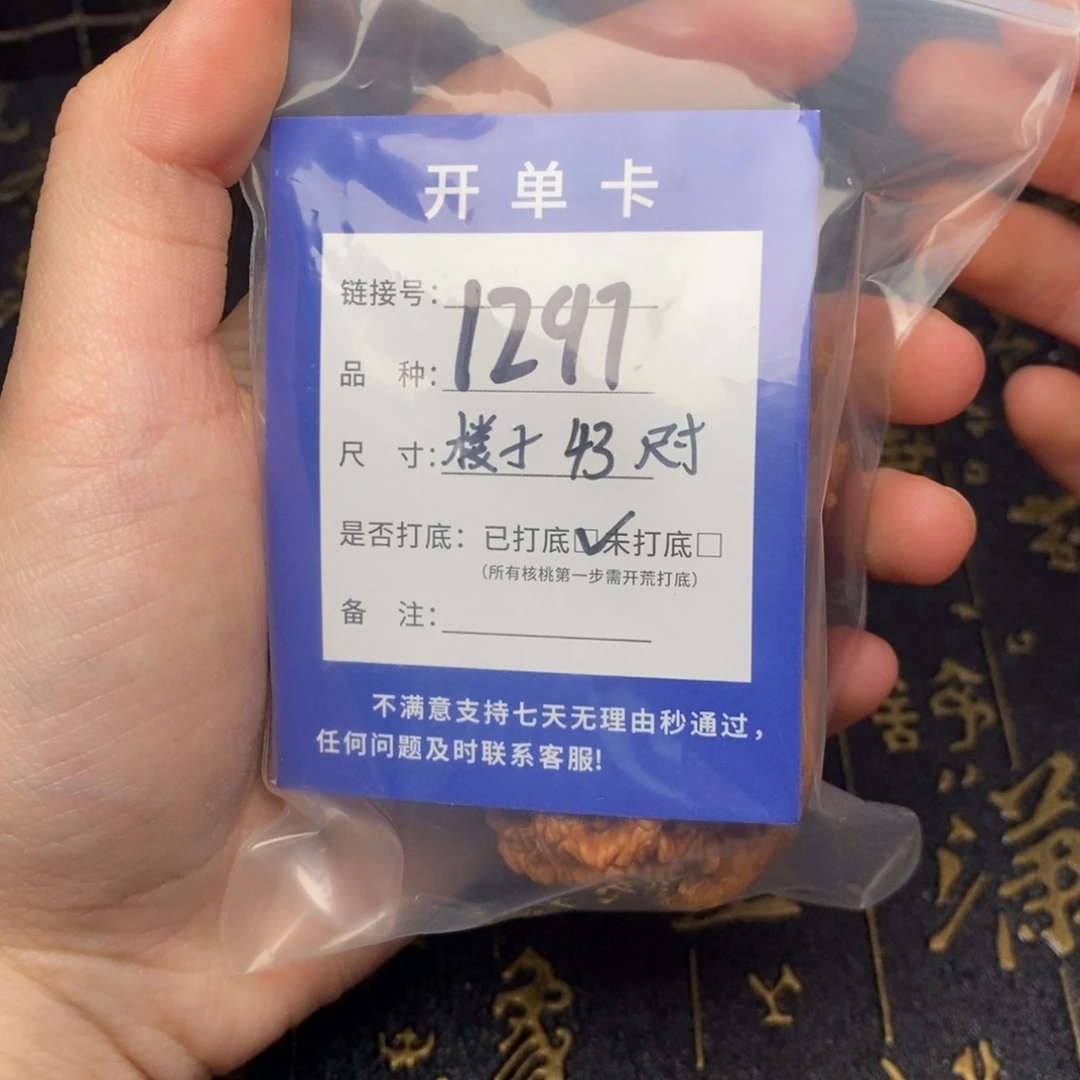 开单卡
链接号：1297
品 种：
尺 寸：楼子 43 尺寸
是否打底：已打底☑未打底□
（所有核桃第一步需开荒打底）
备 注：
不满意支持七天无理由秒通过，
任何问题及时联系客服!